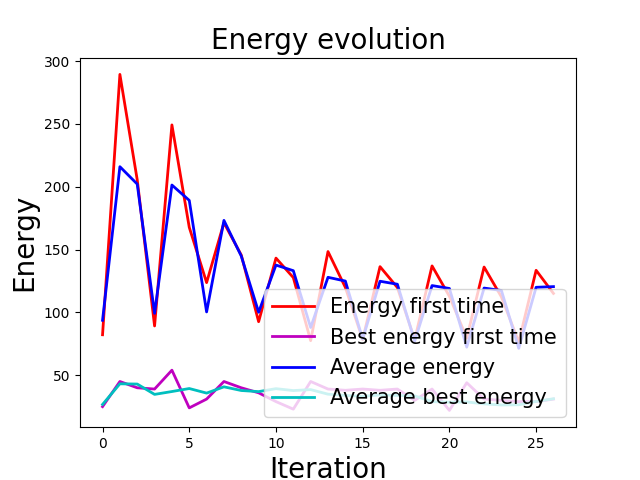 Energy evolution
300
250
200
150
100
50
Energy
Energy first time
Best energy first time
Average energy
Average best energy
0 5 10 15 20 25
Iteration